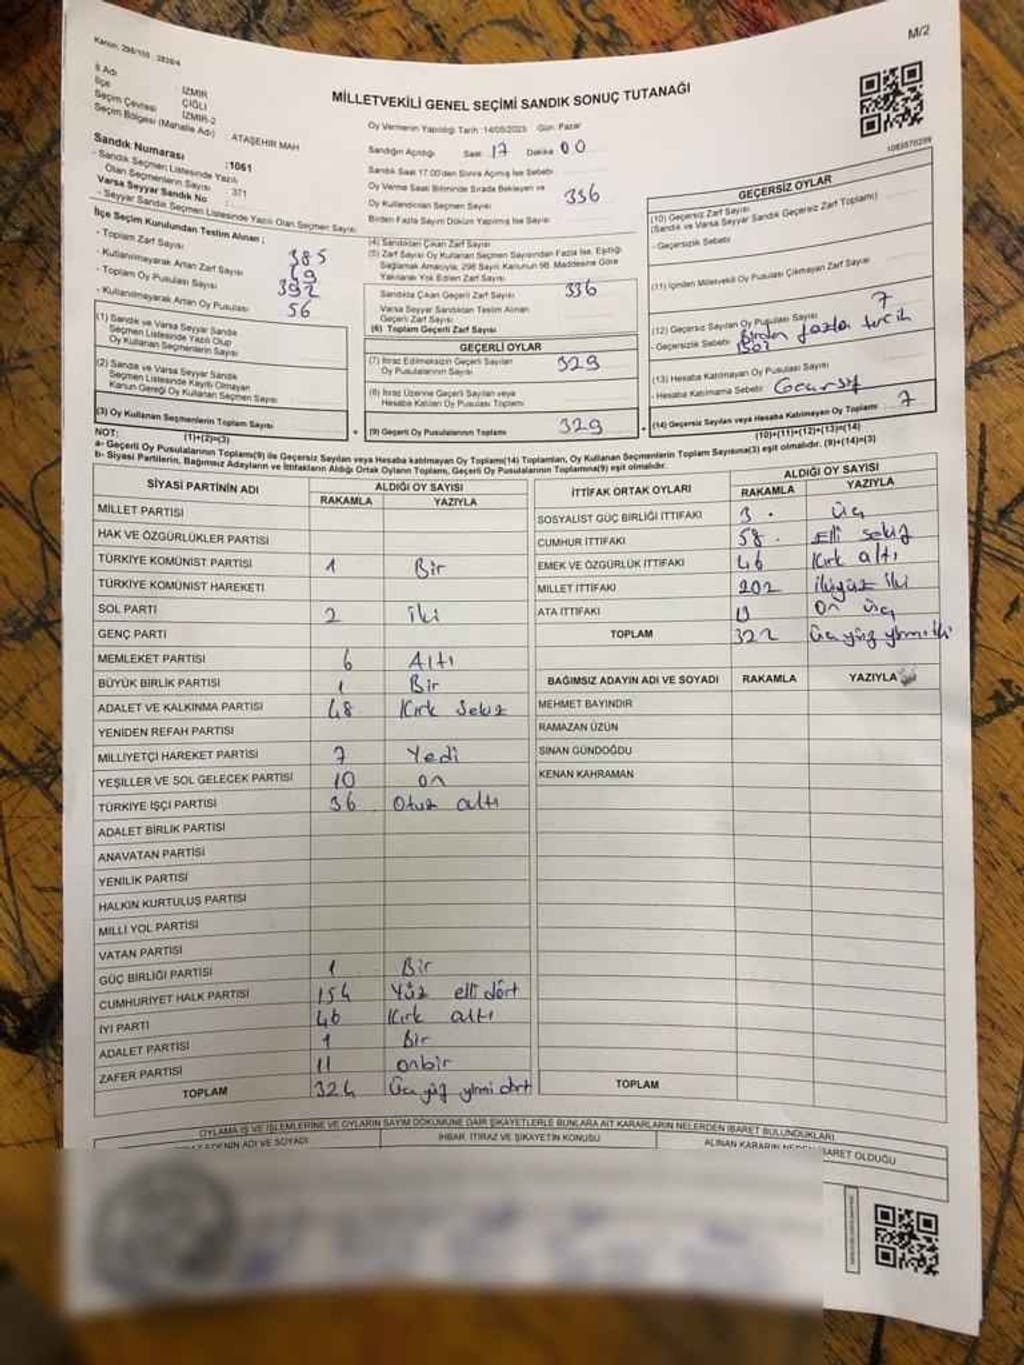 M/2
Kanun: 298/105 , 2839/4
MİLLETVEKİLİ GENEL SEÇİMİ SANDIK SONUÇ TUTANAĞI
İl Adı İZMİR
İlçe ÇİĞLİ
Seçim Çevresi İZMİR-2
Seçim Bölgesi (Mahalle Adı) ATAŞEHİR MAH
Sandık Numarası :1061
- Sandık Seçmen Listesinde Yazılı
Olan Seçmenlerin Sayısı : 371
Varsa Seyyar Sandık No :
- Seyyar Sandık Seçmen Listesinde Yazılı Olan Seçmen Sayısı
İlçe Seçim Kurulundan Teslim Alınan ;
- Toplam Zarf Sayısı 385
- Kullanılmayarak Artan Zarf Sayısı 49
- Toplam Oy Pusulası Sayısı 392
- Kullanılmayarak Artan Oy Pusulası 56
(1) Sandık ve Varsa Seyyar Sandık
Seçmen Listesinde Yazılı Olup
Oy Kullanan Seçmenlerin Sayısı
(2) Sandık ve Varsa Seyyar Sandık
Seçmen Listesinde Kayıtlı Olmayan
Kanun Gereği Oy Kullanan Seçmen Sayısı
(3) Oy Kullanan Seçmenlerin Toplam Sayısı
(1)+(2)=(3)
Oy Vermenin Yapıldığı Tarih :14/05/2023 Gün: Pazar
Sandığın Açıldığı Saat 17 Dakika 00
Sandık Saat 17.00'den Sonra Açılmış İse Sebebi
Oy Verme Saati Bitiminde Sırada Bekleyen ve
Oy Kullandırılan Seçmen Sayısı 336
Birden Fazla Sayım Döküm Yapılmış İse Sayısı
(4) Sandıktan Çıkan Zarf Sayısı
(5) Zarf Sayısı Oy Kullanan Seçmen Sayısından Fazla İse, Eşitliği
Sağlamak Amacıyla; 298 Sayılı Kanunun 98. Maddesine Göre
Yakılarak Yok Edilen Zarf Sayısı
Sandıkta Çıkan Geçerli Zarf Sayısı 336
Varsa Seyyar Sandıktan Teslim Alınan
Geçerli Zarf Sayısı
(6) Toplam Geçerli Zarf Sayısı
GEÇERLİ OYLAR
(7) İtiraz Edilmeksizin Geçerli Sayılan
Oy Pusulalarının Sayısı 329
(8) İtiraz Üzerine Geçerli Sayılan veya
Hesaba Katılan Oy Pusulası Toplamı
(9) Geçerli Oy Pusulalarının Toplamı 329
1083570299
GEÇERSİZ OYLAR
(10) Geçersiz Zarf Sayısı
(Sandık ve Varsa Seyyar Sandık Geçersiz Zarf Toplamı)
- Geçersizlik Sebebi
(11) İçinden Milletvekili Oy Pusulası Çıkmayan Zarf Sayısı
(12) Geçersiz Sayılan Oy Pusulası Sayısı 7
- Geçersizlik Sebebi Birden fazla tercih
(13) Hesaba Katılmayan Oy Pusulası Sayısı
- Hesaba Katılmama Sebebi
(14) Geçersiz Sayılan veya Hesaba Katılmayan Oy Toplamı 7
(10)+(11)+(12)+(13)=(14)
NOT:
a- Geçerli Oy Pusulalarının Toplamı(9) ile Geçersiz Sayılan veya Hesaba katılmayan Oy Toplamı(14) Toplamları, Oy Kullanan Seçmenlerin Toplam Sayısına(3) eşit olmalıdır. (9)+(14)=(3)
b- Siyasi Partilerin, Bağımsız Adayların ve İttifakların Aldığı Ortak Oyların Toplamı, Geçerli Oy Pusulalarının Toplamına(9) eşit olmalıdır.
SİYASİ PARTİNİN ADI ALDIĞI OY SAYISI
RAKAMLA YAZIYLA
MİLLET PARTİSİ
HAK VE ÖZGÜRLÜKLER PARTİSİ
TÜRKİYE KOMÜNİST PARTİSİ 1 Bir
TÜRKİYE KOMÜNİST HAREKETİ
SOL PARTİ 2 iki
GENÇ PARTİ
MEMLEKET PARTİSİ 6 Altı
BÜYÜK BİRLİK PARTİSİ 1 Bir
ADALET VE KALKINMA PARTİSİ 48 Kırk Sekiz
YENİDEN REFAH PARTİSİ
MİLLİYETÇİ HAREKET PARTİSİ 7 Yedi
YEŞİLLER VE SOL GELECEK PARTİSİ 10 on
TÜRKİYE İŞÇİ PARTİSİ 36 Otuz altı
ADALET BİRLİK PARTİSİ
ANAVATAN PARTİSİ
YENİLİK PARTİSİ
HALKIN KURTULUŞ PARTİSİ
MİLLİ YOL PARTİSİ
VATAN PARTİSİ
GÜÇ BİRLİĞİ PARTİSİ 1 Bir
CUMHURİYET HALK PARTİSİ 154 Yüz elli dört
İYİ PARTİ 46 Kırk altı
ADALET PARTİSİ 1 Bir
ZAFER PARTİSİ 11 onbir
TOPLAM 324 Üç yüz yirmi dört
İTTİFAK ORTAK OYLARI ALDIĞI OY SAYISI
RAKAMLA YAZIYLA
SOSYALİST GÜÇ BİRLİĞİ İTTİFAKI 3 . üç
CUMHUR İTTİFAKI 58 . Elli sekiz
EMEK VE ÖZGÜRLÜK İTTİFAKI 46 Kırk altı
MİLLET İTTİFAKI 202 ikiyüz iki
ATA İTTİFAKI 13 on üç
TOPLAM 322 Üç yüz yirmi iki
BAĞIMSIZ ADAYIN ADI VE SOYADI RAKAMLA YAZIYLA
MEHMET BAYINDIR
RAMAZAN ÜZÜN
SİNAN GÜNDOĞDU
KENAN KAHRAMAN
TOPLAM
OYLAMA İŞ VE İŞLEMLERİNE VE OYLARIN SAYIM DÖKÜMÜNE DAİR ŞİKAYETLERLE BUNLARA AİT KARARLARIN NELERDEN İBARET BULUNDUKLARI
EDENİN ADI VE SOYADI İHBAR, İTİRAZ VE ŞİKAYETİN KONUSU ALINAN KARARIN NEDEN İBARET OLDUĞU